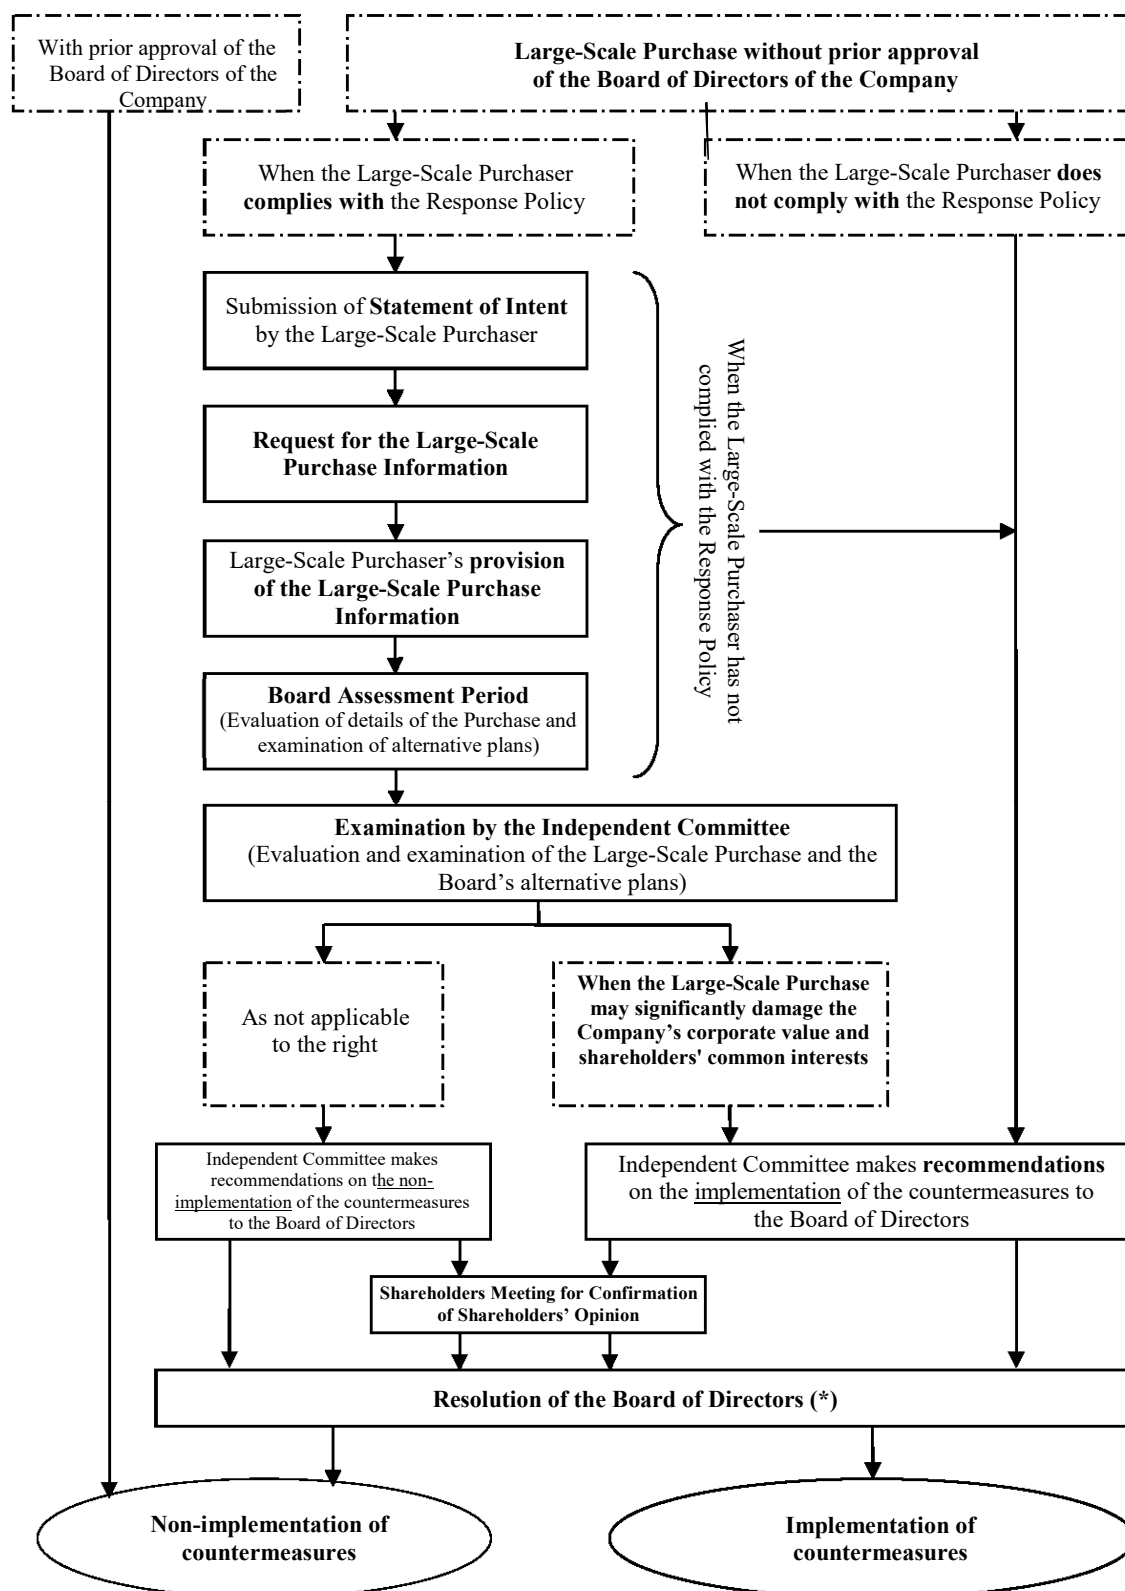 With prior approval of the
Board of Directors of the
Company
Large-Scale Purchase without prior approval
of the Board of Directors of the Company
When the Large-Scale Purchaser
complies with the Response Policy
When the Large-Scale Purchaser does
not comply with the Response Policy
Submission of Statement of Intent
by the Large-Scale Purchaser
Request for the Large-Scale
Purchase Information
Large-Scale Purchaser’s provision
of the Large-Scale Purchase
Information
Board Assessment Period
(Evaluation of details of the Purchase and
examination of alternative plans)
When the Large-Scale Purchaser has not
complied with the Response Policy
Examination by the Independent Committee
(Evaluation and examination of the Large-Scale Purchase and the
Board’s alternative plans)
As not applicable
to the right
When the Large-Scale Purchase
may significantly damage the
Company’s corporate value and
shareholders' common interests
Independent Committee makes
recommendations on the non-
implementation of the countermeasures
to the Board of Directors
Independent Committee makes recommendations
on the implementation of the countermeasures to
the Board of Directors
Shareholders Meeting for Confirmation
of Shareholders’ Opinion
Resolution of the Board of Directors (*)
Non-implementation of
countermeasures
Implementation of
countermeasures